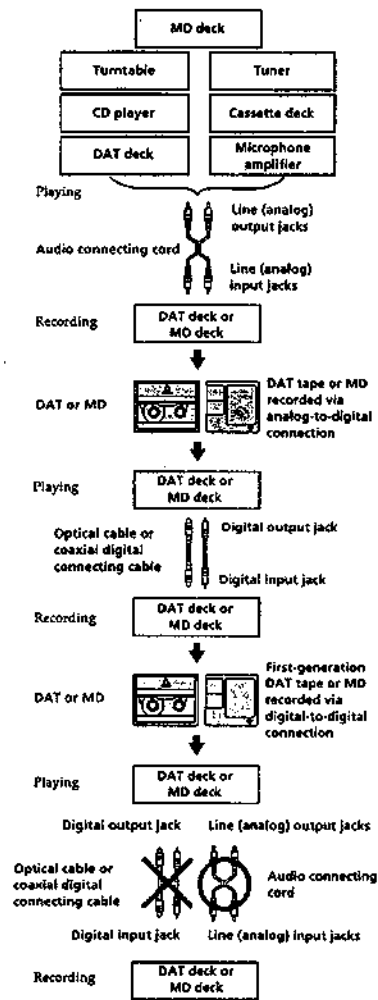 MD deck
Turntable
Tuner
CD player
Cassette deck
DAT deck
Microphone
amplifier
Playing
Line (analog)
output jacks
Audio connecting cord
Line (analog)
input jacks
Recording
DAT deck or
MD deck
DAT or MD
DAT tape or MD
recorded via
analog-to-digital
connection
Playing
DAT deck or
MD deck
Optical cable or
coaxial digital
connecting cable
Digital output jack
Digital input jack
Recording
DAT deck or
MD deck
DAT or MD
First-generation
DAT tape or MD
recorded via
digital-to-digital
connection
Playing
DAT deck or
MD deck
Digital output jack
Line (analog) output jacks
Optical cable or
coaxial digital
connecting cable
Audio connecting
cord
Digital input jack
Line (analog) input jacks
Recording
DAT deck or
MD deck